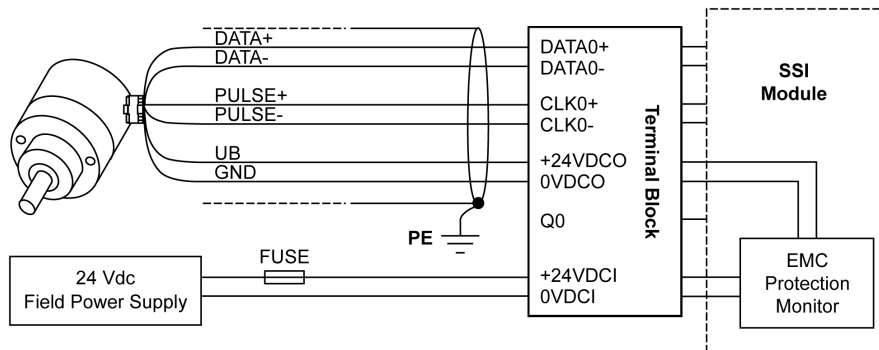 DATA+
DATA-
PULSE+
PULSE-
UB
GND
PE
FUSE
24 Vdc
Field Power Supply
DATA0+
DATA0-
CLK0+
CLK0-
+24VDCO
0VDCO
Q0
+24VDCI
0VDCI
Terminal Block
SSI
Module
EMC
Protection
Monitor